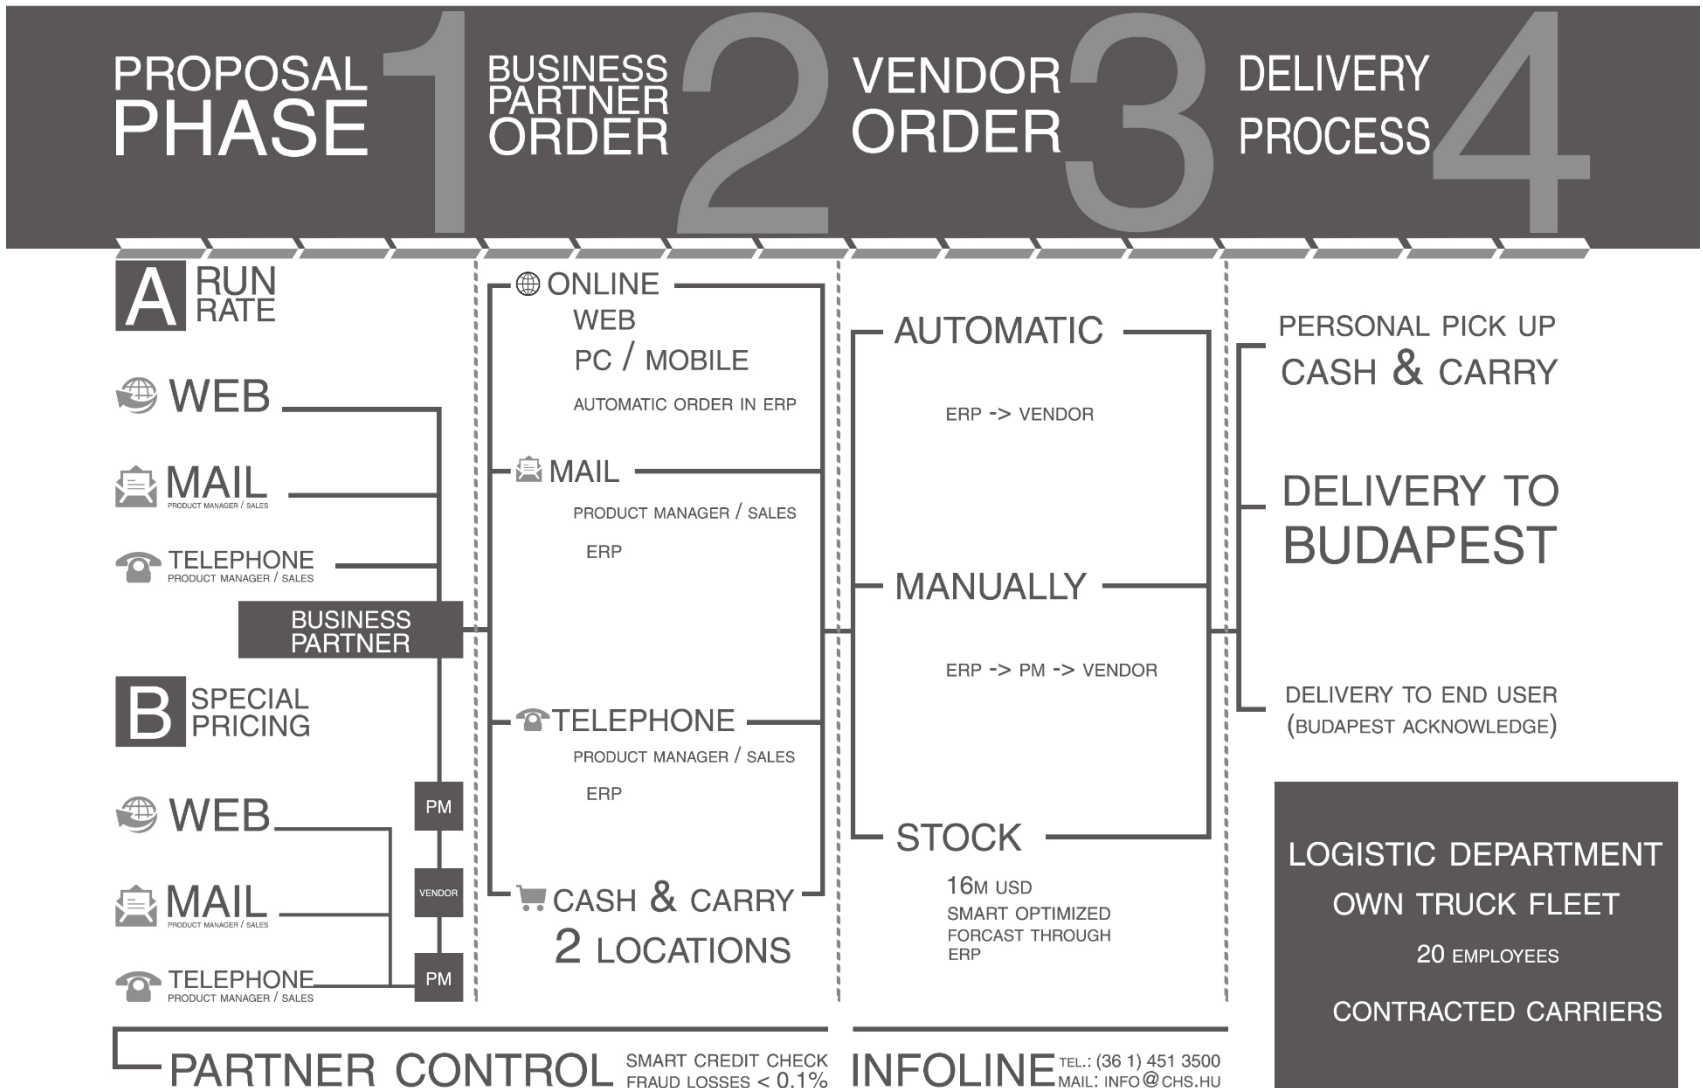 PROPOSAL
PHASE
1
BUSINESS
PARTNER
ORDER
2
VENDOR
ORDER
3
DELIVERY
PROCESS
4
A RUN
RATE
WEB
MAIL
PRODUCT MANAGER / SALES
TELEPHONE
PRODUCT MANAGER / SALES
BUSINESS
PARTNER
B SPECIAL
PRICING
WEB
MAIL
PRODUCT MANAGER / SALES
TELEPHONE
PRODUCT MANAGER / SALES
PM
VENDOR
PM
ONLINE
WEB
PC / MOBILE
AUTOMATIC ORDER IN ERP
MAIL
PRODUCT MANAGER / SALES
ERP
TELEPHONE
PRODUCT MANAGER / SALES
ERP
CASH & CARRY
2 LOCATIONS
AUTOMATIC
ERP -> VENDOR
MANUALLY
ERP -> PM -> VENDOR
STOCK
16M USD
SMART OPTIMIZED
FORCAST THROUGH
ERP
PERSONAL PICK UP
CASH & CARRY
DELIVERY TO
BUDAPEST
DELIVERY TO END USER
(BUDAPEST ACKNOWLEDGE)
LOGISTIC DEPARTMENT
OWN TRUCK FLEET
20 EMPLOYEES
CONTRACTED CARRIERS
PARTNER CONTROL
SMART CREDIT CHECK
FRAUD LOSSES < 0.1%
INFOLINE
TEL.: (36 1) 451 3500
MAIL: INFO@CHS.HU